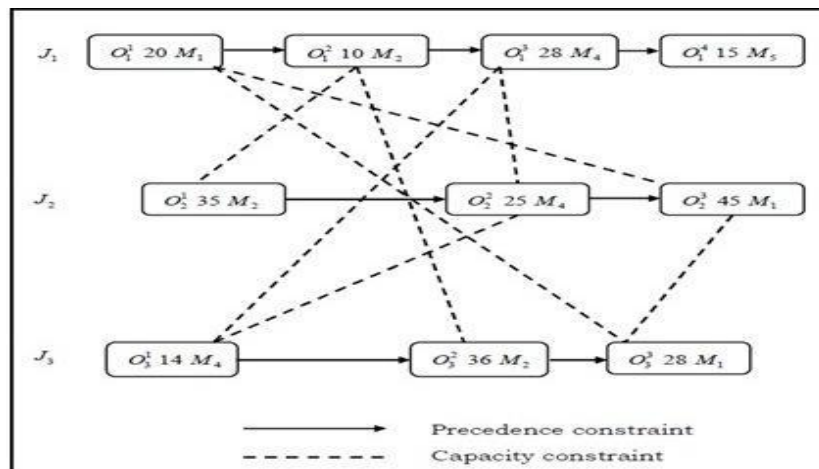 J₁ O₁¹ 20 M₁ O₁² 10 M₂ O₁³ 28 M₄ O₁⁴ 15 M₅
J₂ O₂¹ 35 M₂ O₂² 25 M₄ O₂³ 45 M₁
J₃ O₃¹ 14 M₄ O₃² 36 M₂ O₃³ 28 M₁
Precedence constraint
Capacity constraint